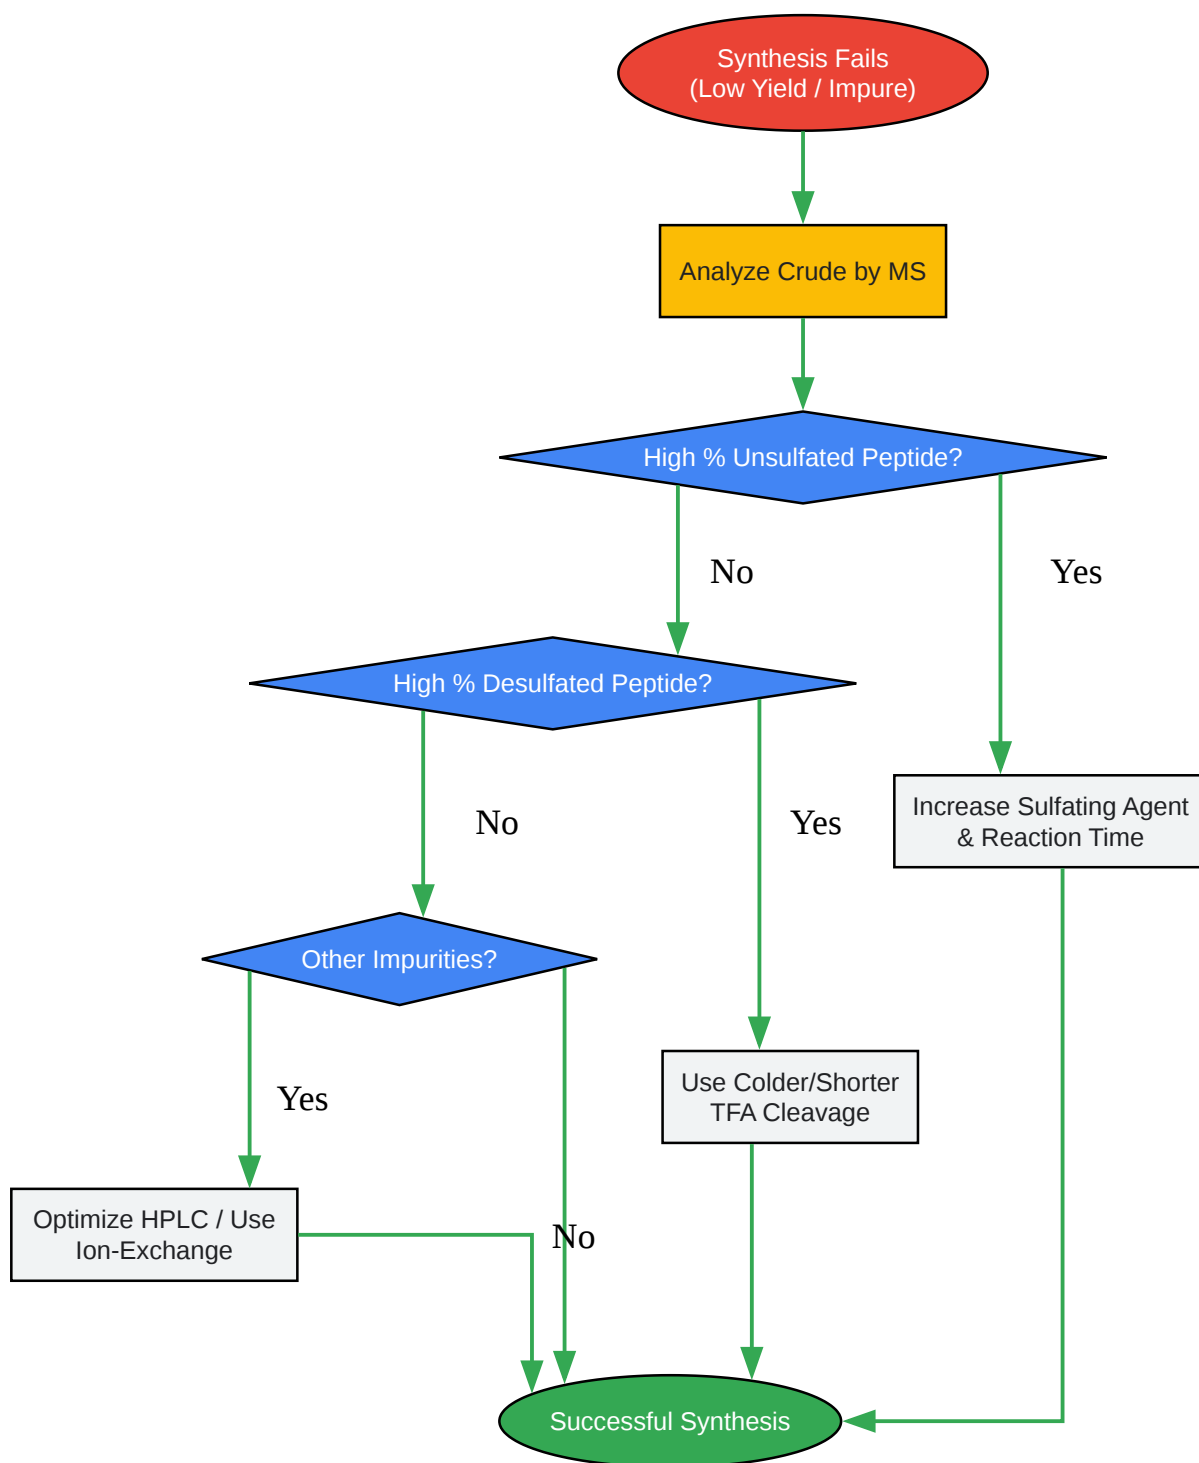 Synthesis Fails
(Low Yield / Impure)
Analyze Crude by MS
High % Unsulfated Peptide?
No
Yes
High % Desulfated Peptide?
Increase Sulfating Agent
& Reaction Time
No
Yes
Other Impurities?
Use Colder/Shorter
TFA Cleavage
Yes
Optimize HPLC / Use
Ion-Exchange
No
Successful Synthesis